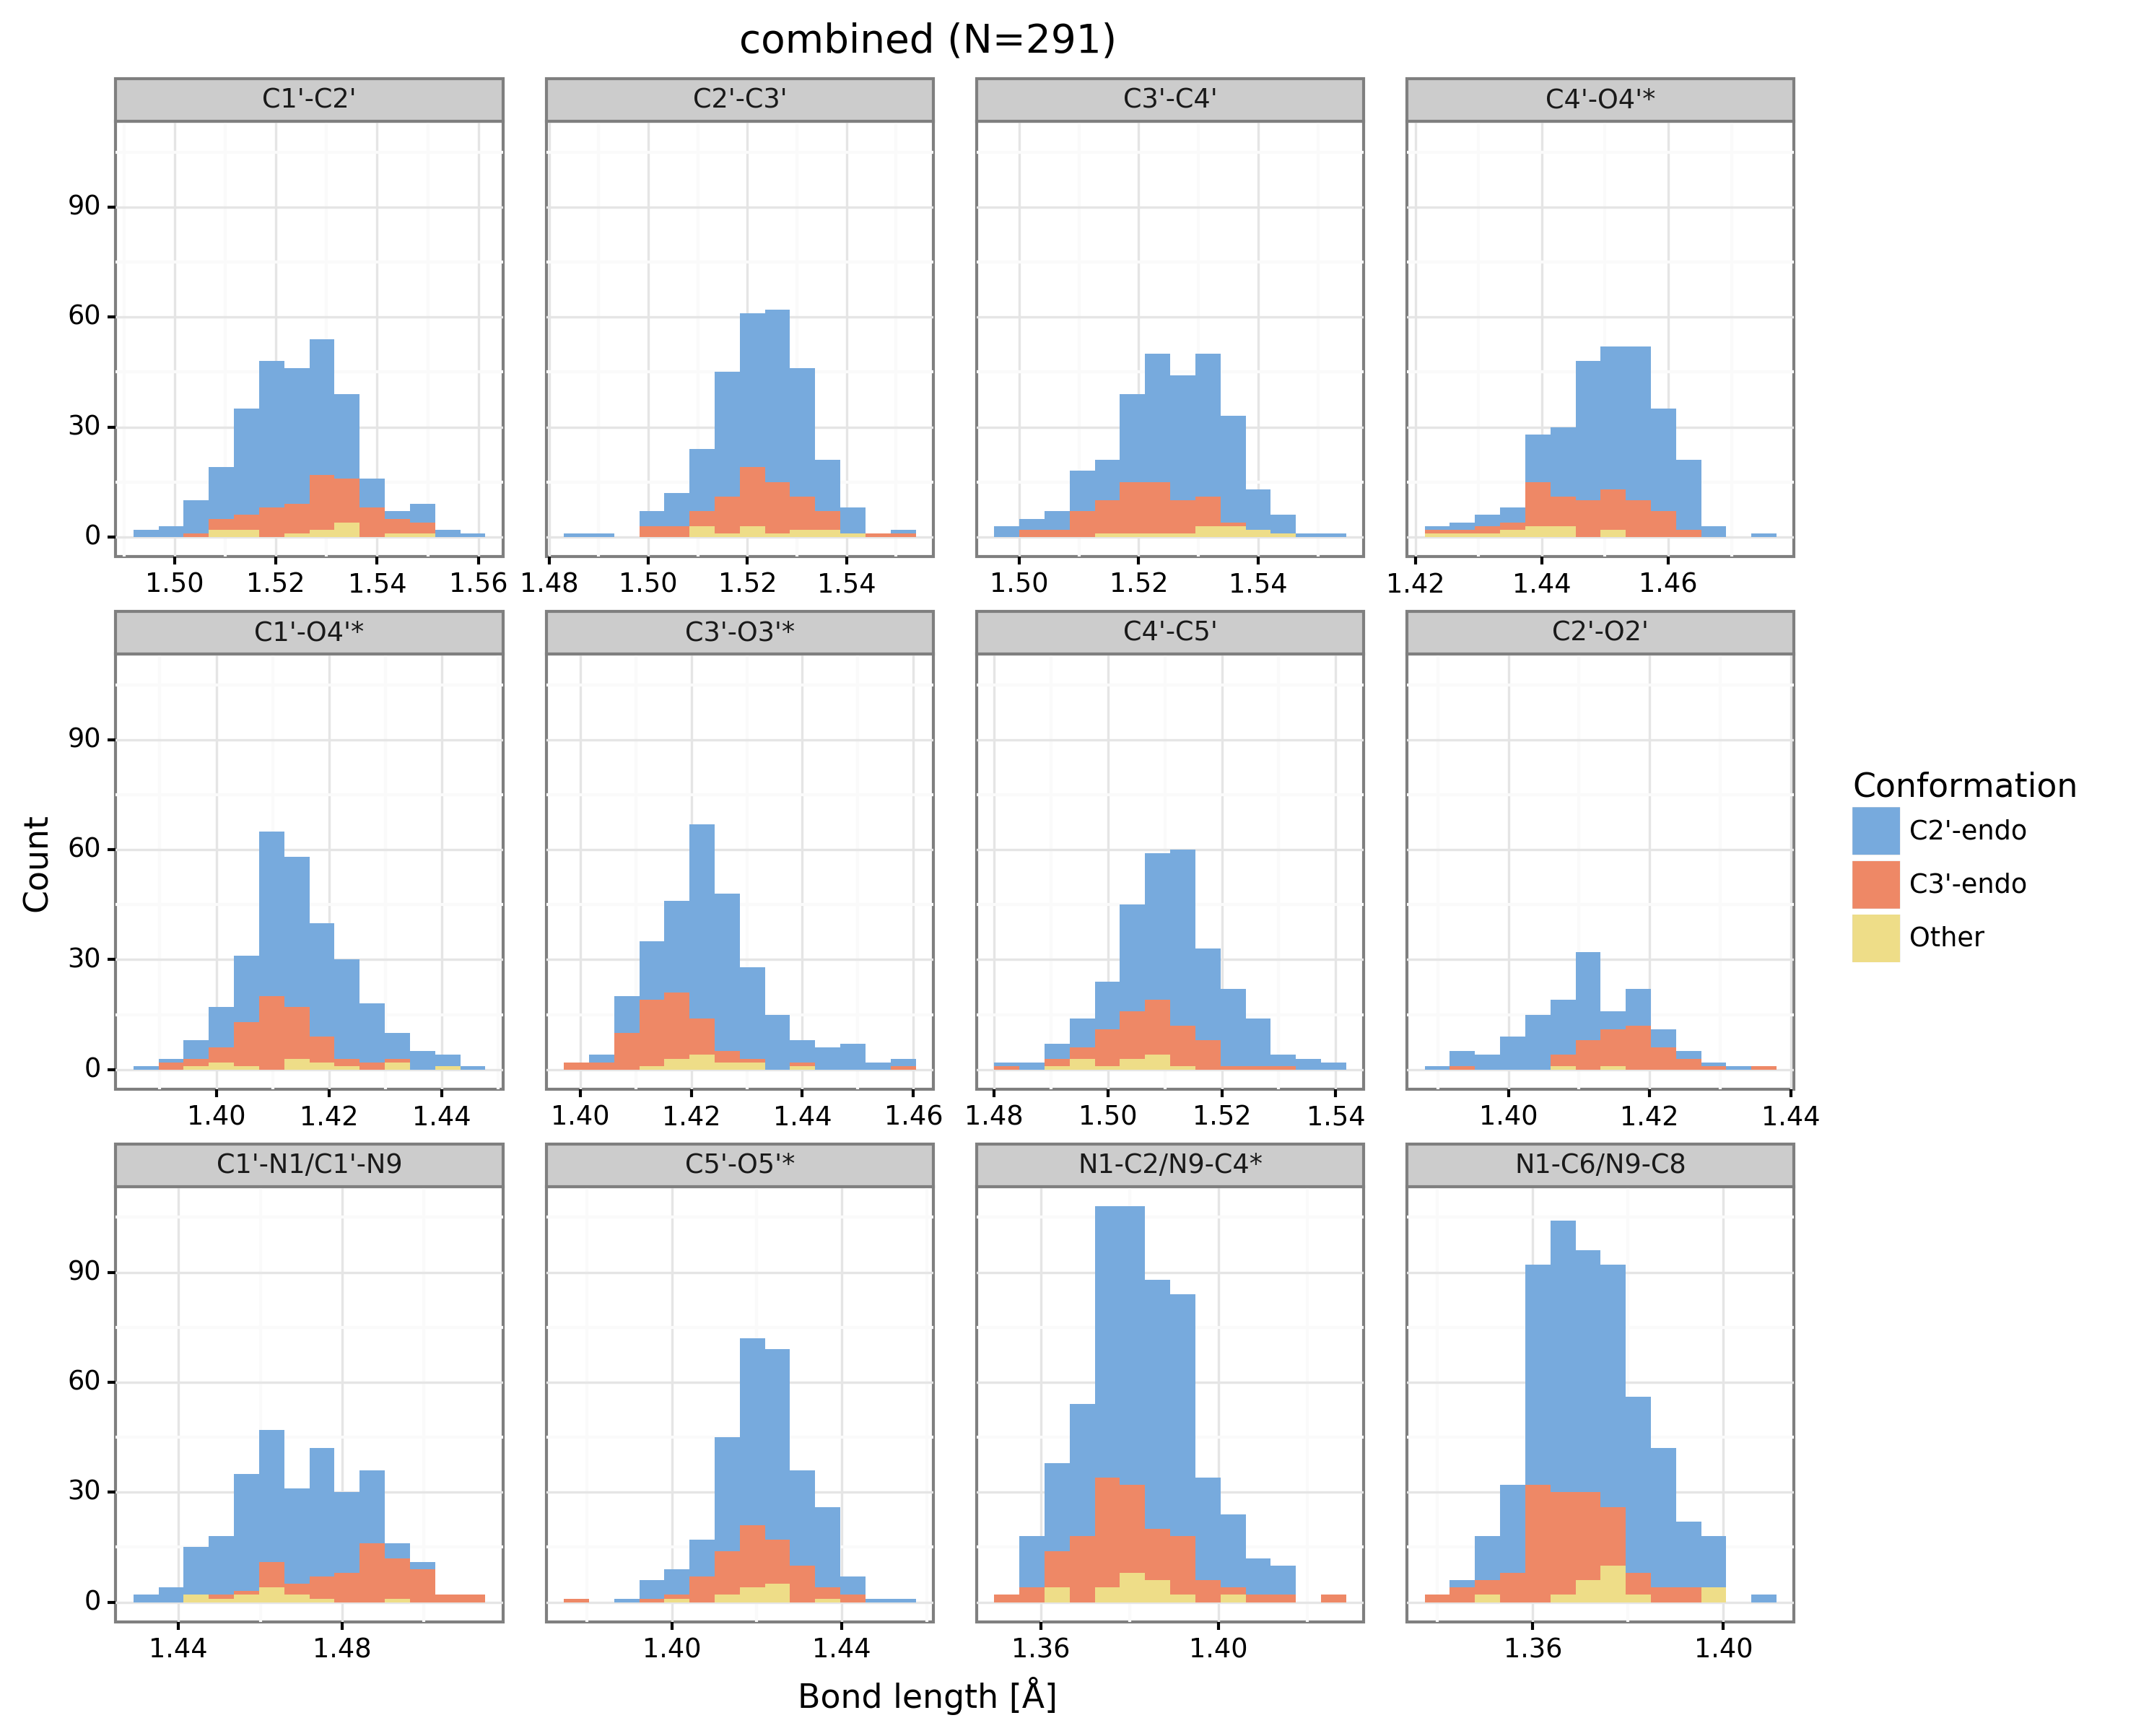 combined (N=291)
C1'-C2' C2'-C3' C3'-C4' C4'-O4'*
90
60
30
0
1.50 1.52 1.54 1.56 1.48 1.50 1.52 1.54 1.50 1.52 1.54 1.42 1.44 1.46
C1'-O4'* C3'-O3'* C4'-C5' C2'-O2'
90
60
30
0
1.40 1.42 1.44 1.40 1.42 1.44 1.46 1.48 1.50 1.52 1.54 1.40 1.42 1.44
C1'-N1/C1'-N9 C5'-O5'* N1-C2/N9-C4* N1-C6/N9-C8
90
60
30
0
1.44 1.48 1.40 1.44 1.36 1.40 1.36 1.40
Count
Bond length [Å]
Conformation
C2'-endo
C3'-endo
Other